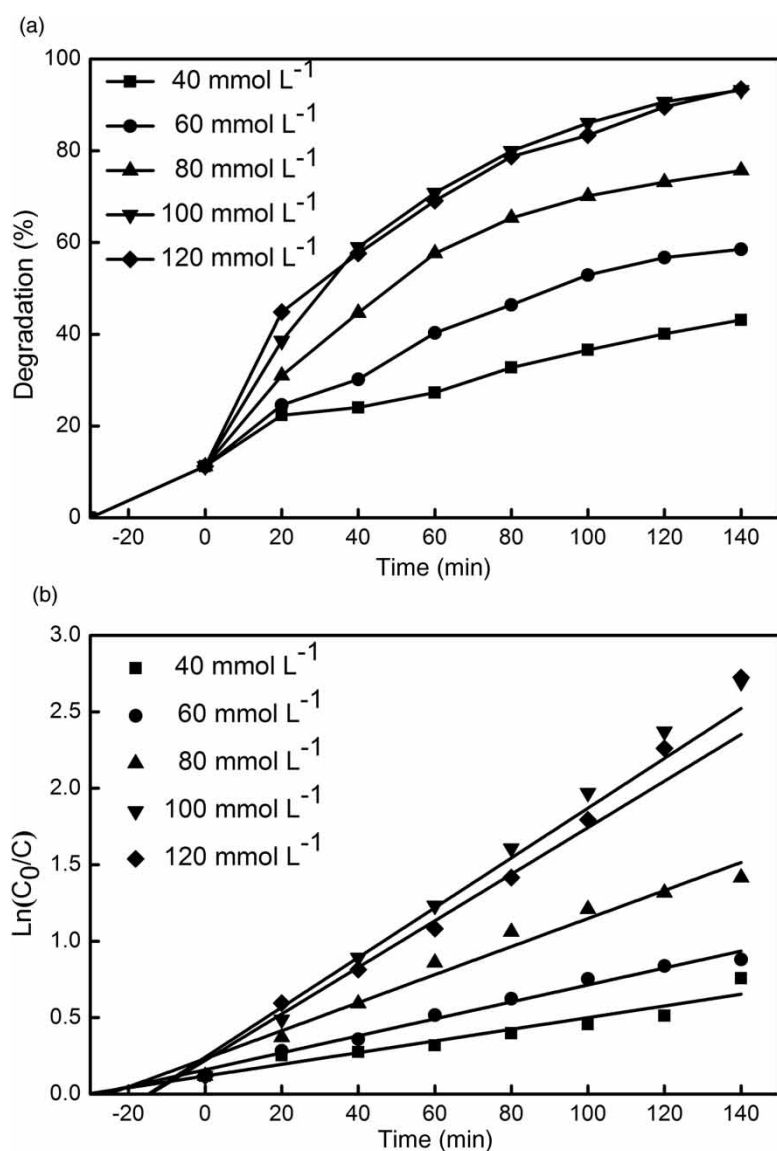 (a)
100
80
60
40
20
0
Degradation (%)
40 mmol L⁻¹
60 mmol L⁻¹
80 mmol L⁻¹
100 mmol L⁻¹
120 mmol L⁻¹
-20 0 20 40 60 80 100 120 140
Time (min)
(b)
3.0
2.5
2.0
1.5
1.0
0.5
0.0
Ln(C₀/C)
40 mmol L⁻¹
60 mmol L⁻¹
80 mmol L⁻¹
100 mmol L⁻¹
120 mmol L⁻¹
-20 0 20 40 60 80 100 120 140
Time (min)